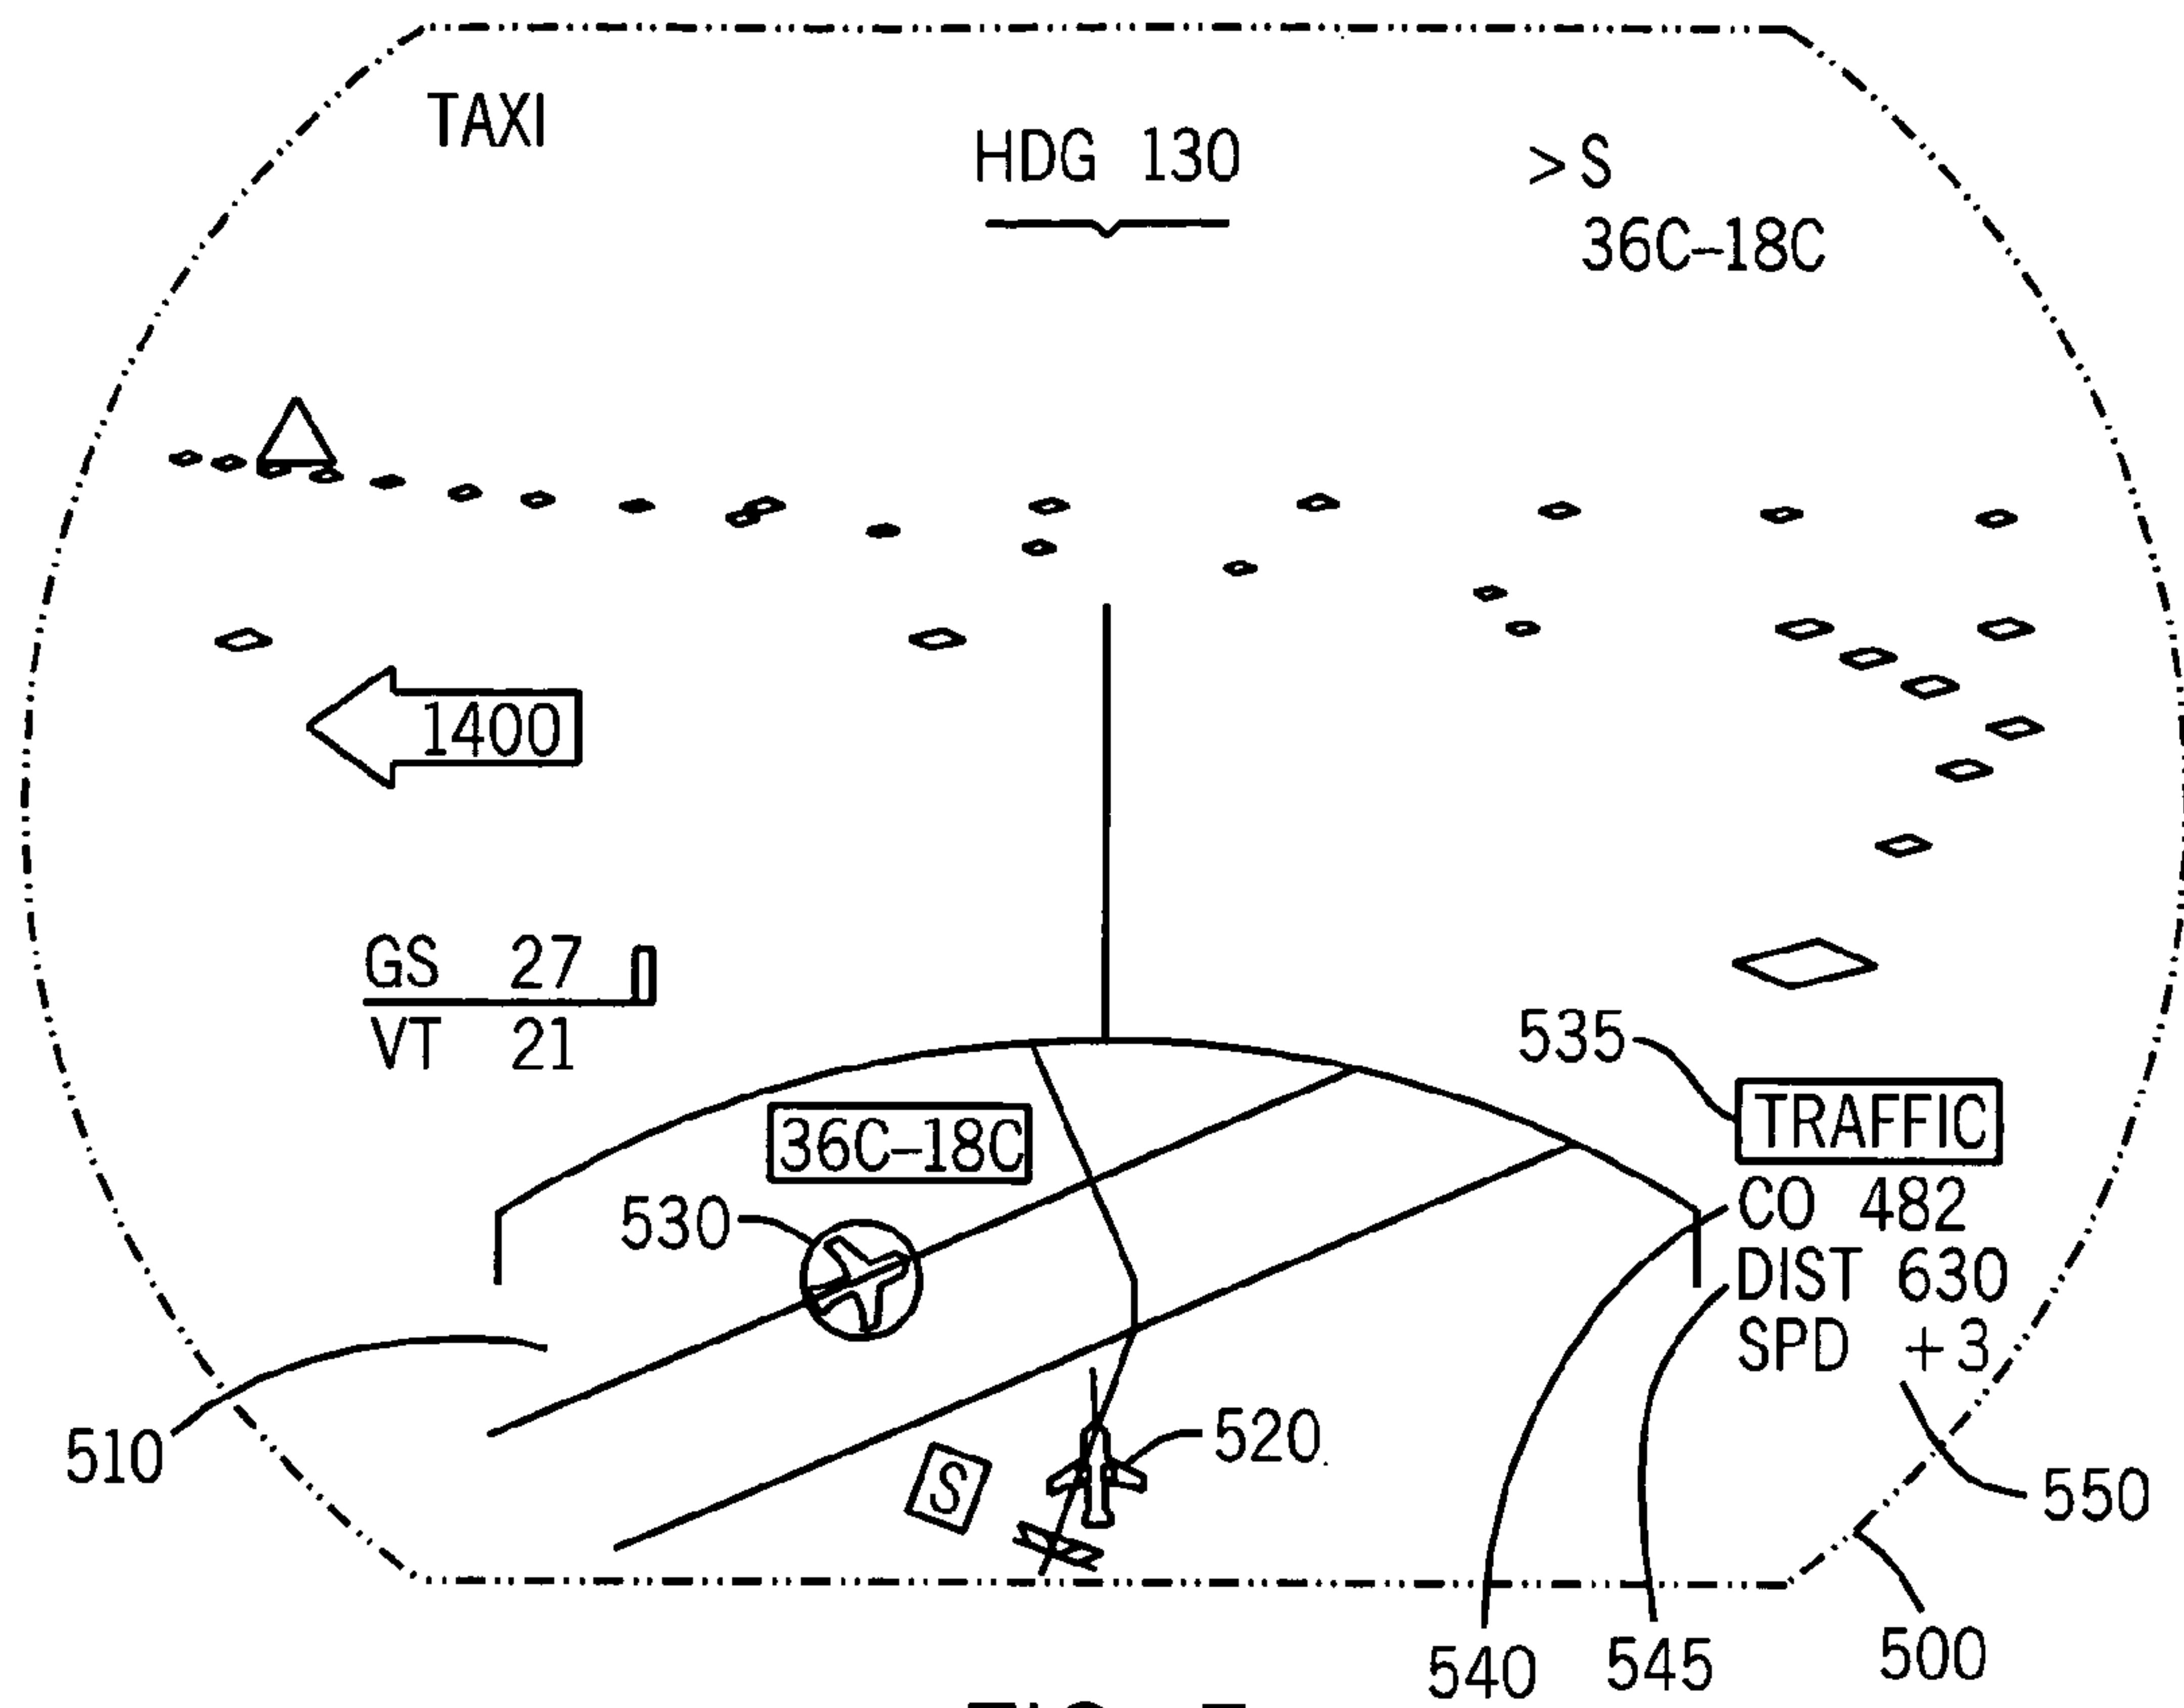 TAXI
HDG 130
>S
36C-18C
1400
GS 27
VT 21
535
TRAFFIC
36C-18C
CO 482
530
DIST 630
SPD +3
510
520
S
550
540
545
500